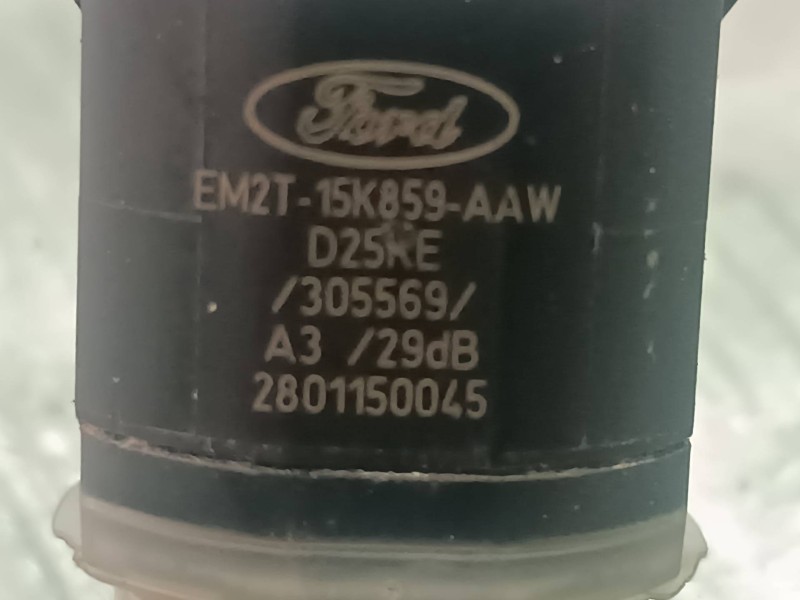 Ford
EM2T-15K859-AAW
D25KE
/305569/
A3 /29dB
2801150045